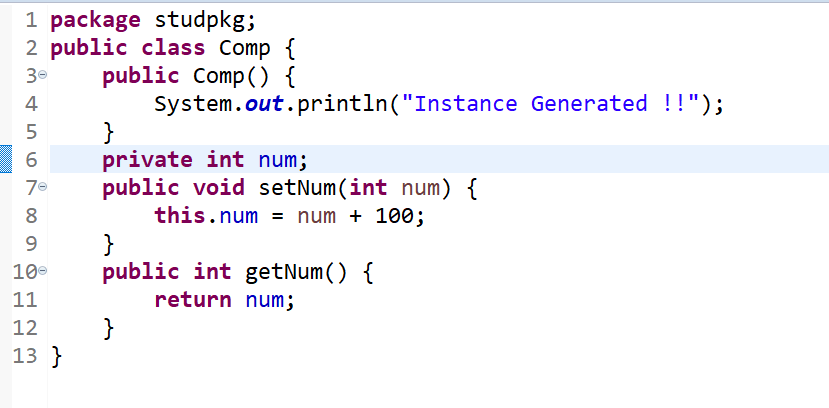 1 package studpkg;
2 public class Comp {
3 public Comp() {
4 System.out.println("Instance Generated !!");
5 }
6 private int num;
7 public void setNum(int num) {
8 this.num = num + 100;
9 }
10 public int getNum() {
11 return num;
12 }
13 }